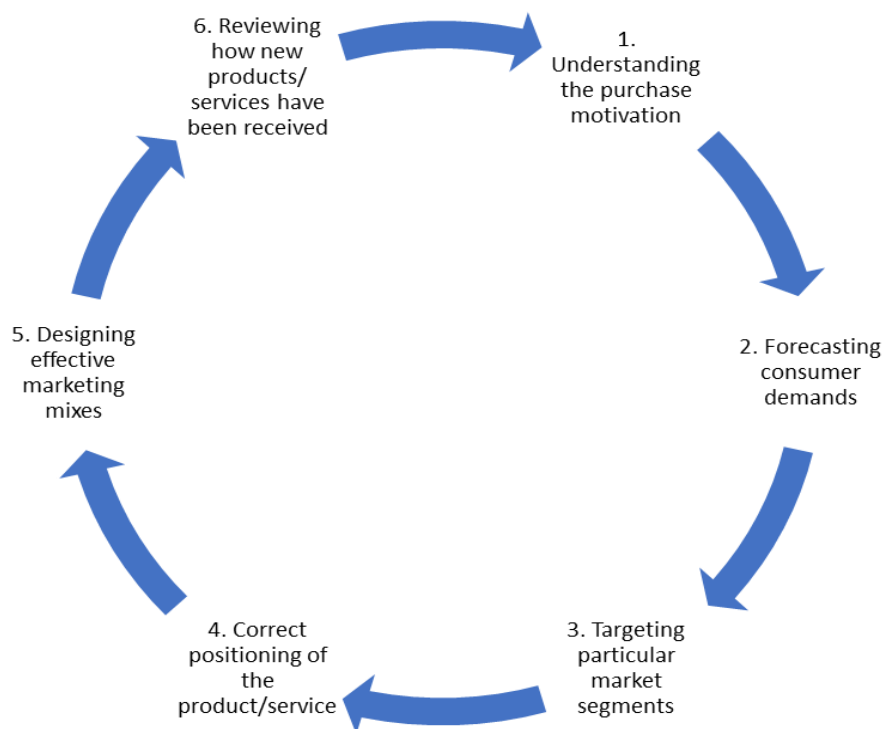 1.
Understanding
the purchase
motivation
2. Forecasting
consumer
demands
3. Targeting
particular
market
segments
4. Correct
positioning of
the
product/service
5. Designing
effective
marketing
mixes
6. Reviewing
how new
products/
services have
been received